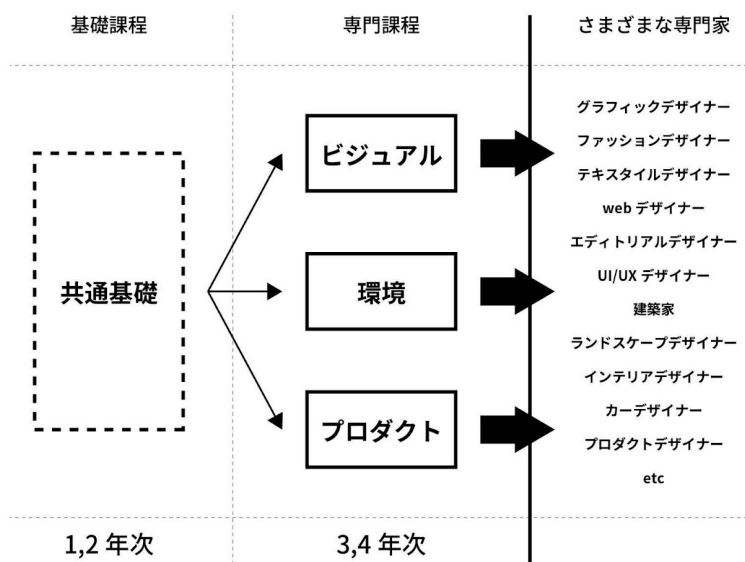 基礎課程
専門課程
さまざまな専門家
共通基礎
ビジュアル
環境
プロダクト
グラフィックデザイナー
ファッションデザイナー
テキスタイルデザイナー
web デザイナー
エディトリアルデザイナー
UI/UX デザイナー
建築家
ランドスケープデザイナー
インテリアデザイナー
カーデザイナー
プロダクトデザイナー
etc
1,2 年次
3,4 年次